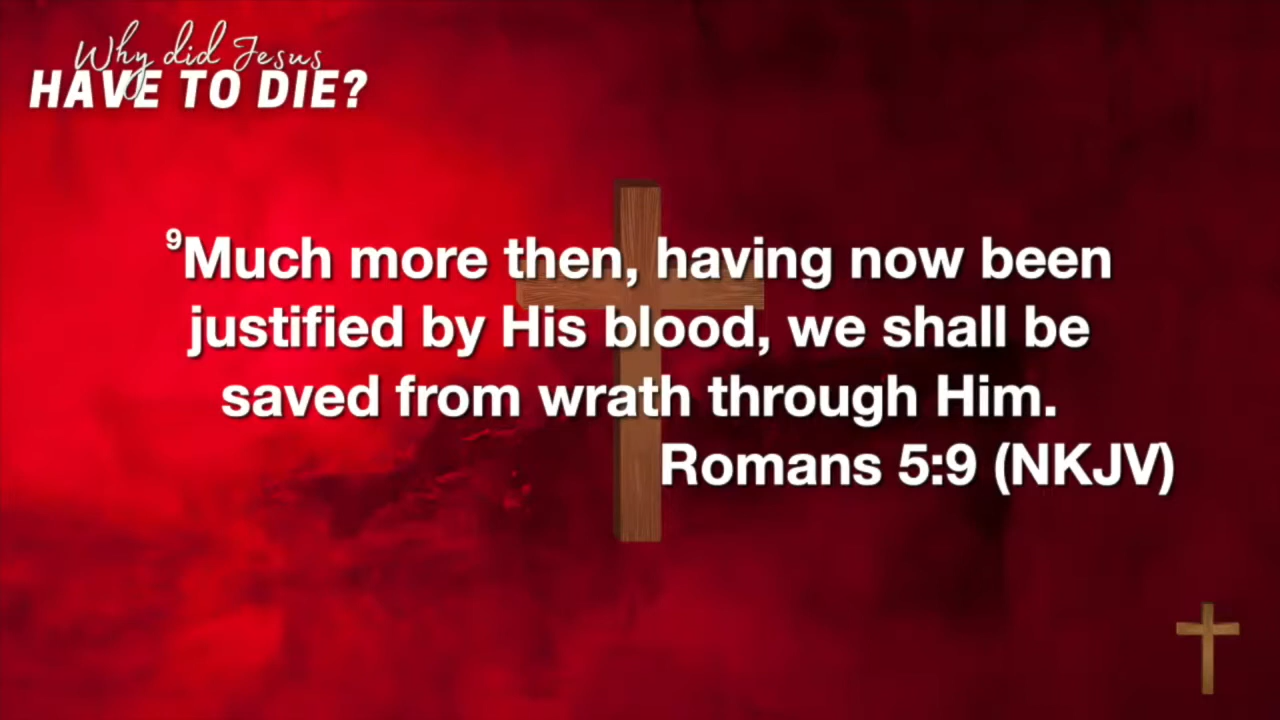 Why did Jesus
HAVE TO DIE?
⁹Much more then, having now been
justified by His blood, we shall be
saved from wrath through Him.
Romans 5:9 (NKJV)